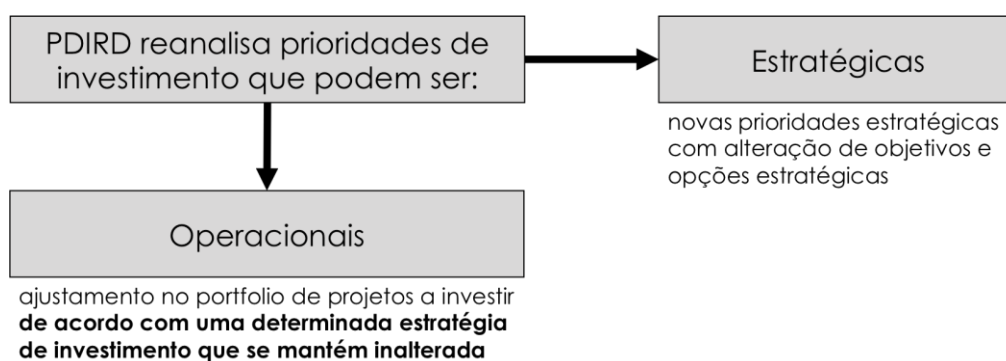 PDIRD reanalisa prioridades de
investimento que podem ser:
Estratégicas
novas prioridades estratégicas
com alteração de objetivos e
opções estratégicas
Operacionais
ajustamento no portfolio de projetos a investir
de acordo com uma determinada estratégia
de investimento que se mantém inalterada